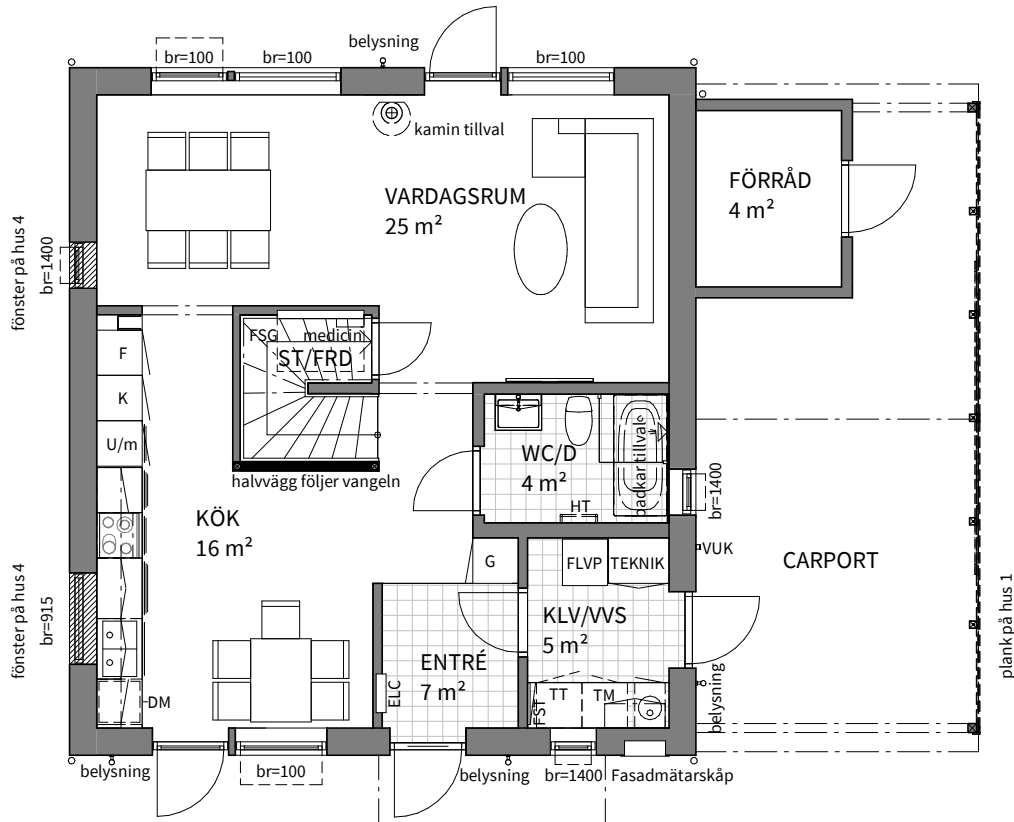 belysning
br=100
br=100
br=100
kamin tillval
VARDAGSRUM
25 m²
FÖRRÅD
4 m²
fönster på hus 4
br=1400
FSG
medicin
ST/FRD
F
K
U/m
halvvägg följer vangeln
WC/D
4 m²
badkar tillval
HT
br=1400
KÖK
16 m²
VUK
CARPORT
G
FLVP
TEKNIK
fönster på hus 4
br=915
plank på hus 1
KLV/VVS
5 m²
ENTRÉ
7 m²
ELC
DM
FST
TT
TM
belysning
belysning
br=100
belysning
br=1400
Fasadmätarskåp